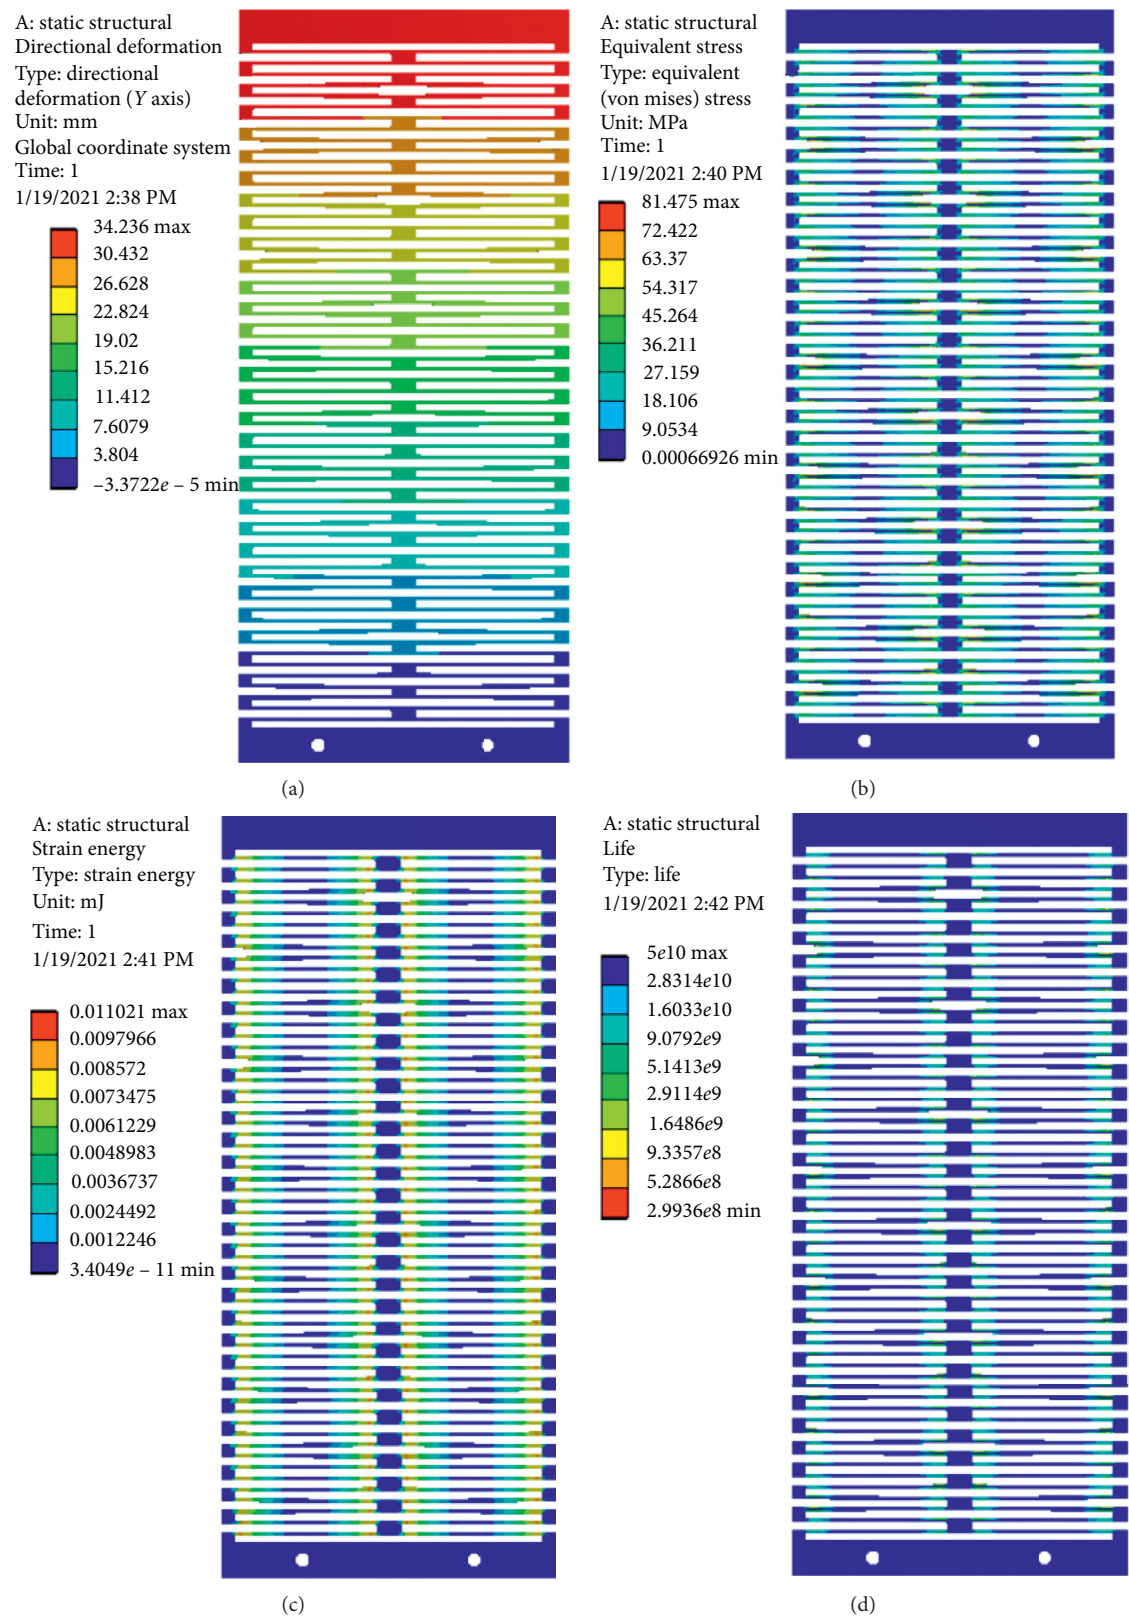 A: static structural
Directional deformation
Type: directional
deformation (Y axis)
Unit: mm
Global coordinate system
Time: 1
1/19/2021 2:38 PM
34.236 max
30.432
26.628
22.824
19.02
15.216
11.412
7.6079
3.804
–3.3722e – 5 min
(a)
A: static structural
Equivalent stress
Type: equivalent
(von mises) stress
Unit: MPa
Time: 1
1/19/2021 2:40 PM
81.475 max
72.422
63.37
54.317
45.264
36.211
27.159
18.106
9.0534
0.00066926 min
(b)
A: static structural
Strain energy
Type: strain energy
Unit: mJ
Time: 1
1/19/2021 2:41 PM
0.011021 max
0.0097966
0.008572
0.0073475
0.0061229
0.0048983
0.0036737
0.0024492
0.0012246
3.4049e – 11 min
(c)
A: static structural
Life
Type: life
1/19/2021 2:42 PM
5e10 max
2.8314e10
1.6033e10
9.0792e9
5.1413e9
2.9114e9
1.6486e9
9.3357e8
5.2866e8
2.9936e8 min
(d)